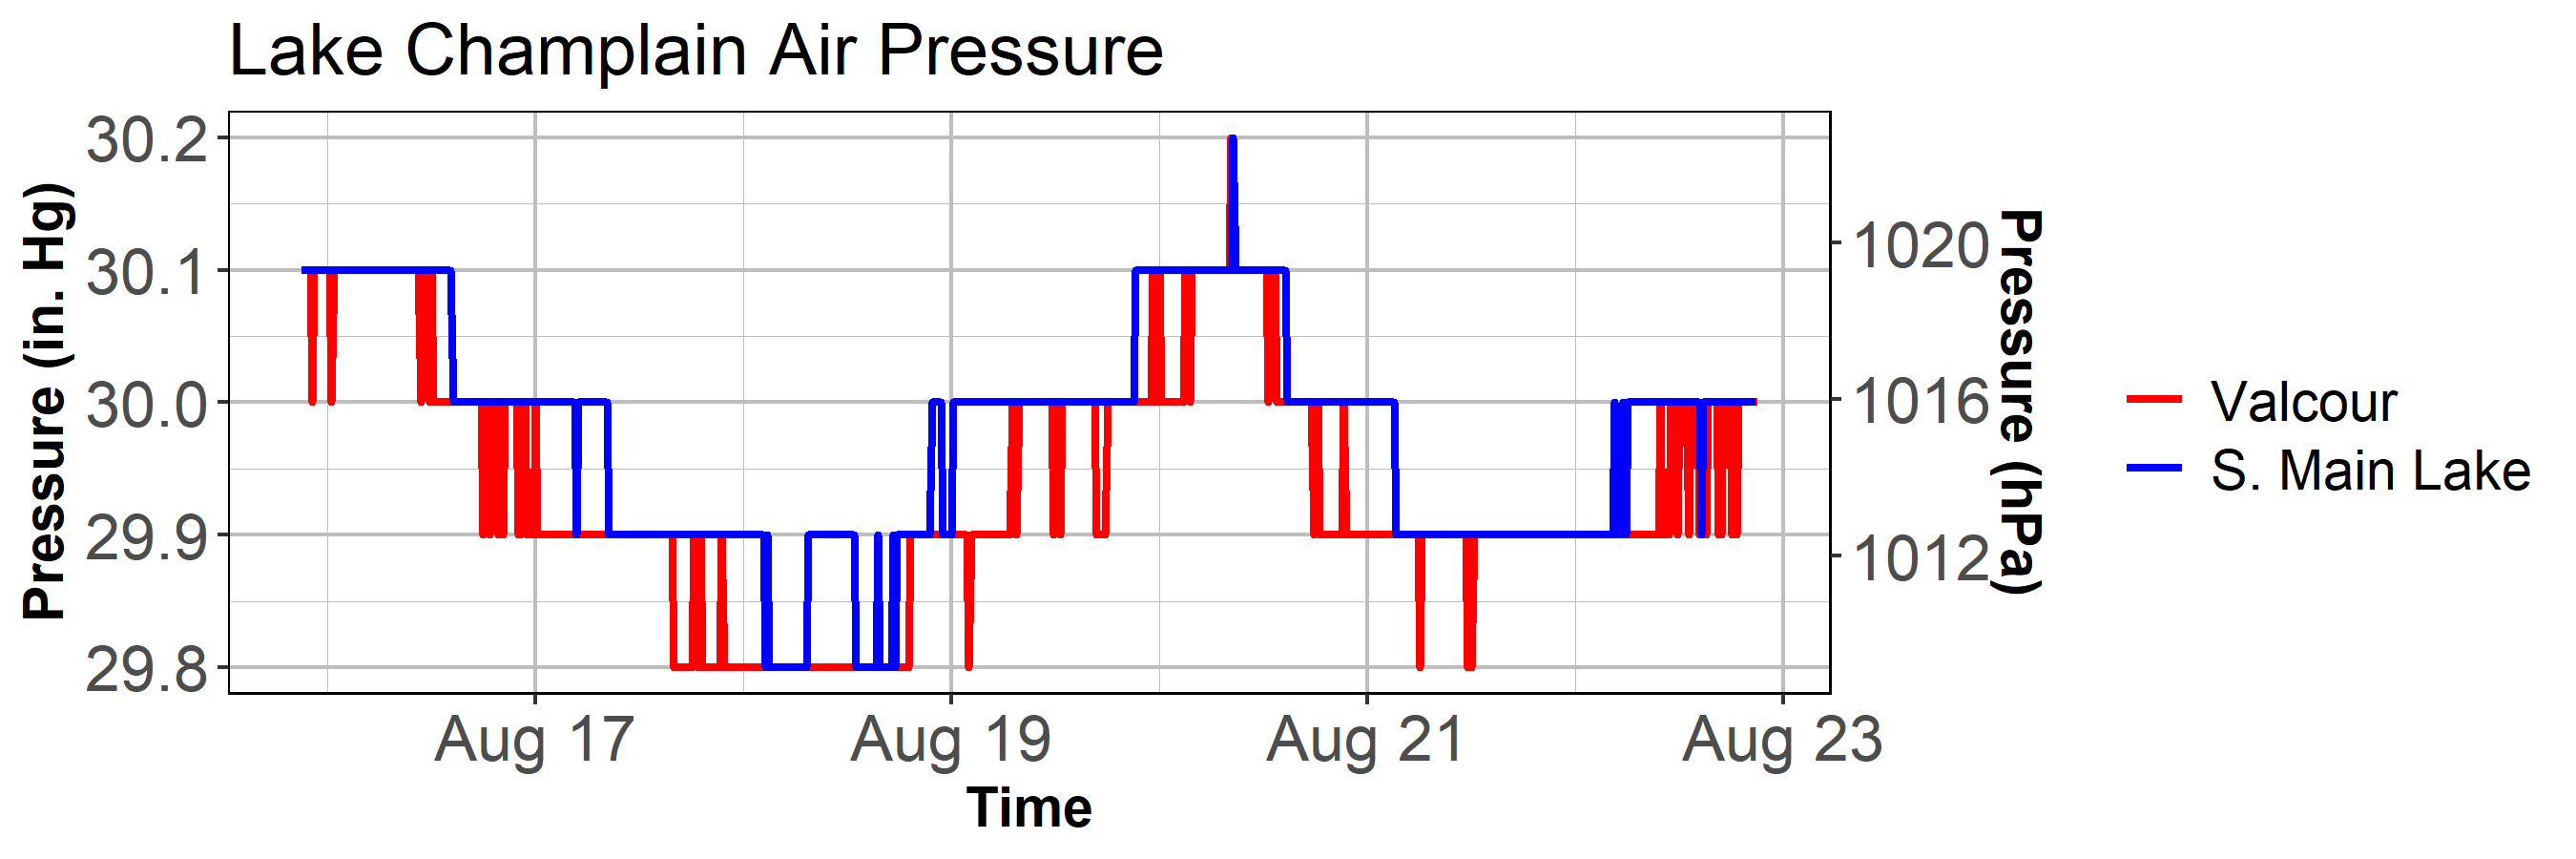 Lake Champlain Air Pressure
30.2
30.1
30.0
29.9
29.8
Pressure (in. Hg)
1020
1016
1012
Pressure (hPa)
Aug 17
Aug 19
Aug 21
Aug 23
Time
Valcour
S. Main Lake